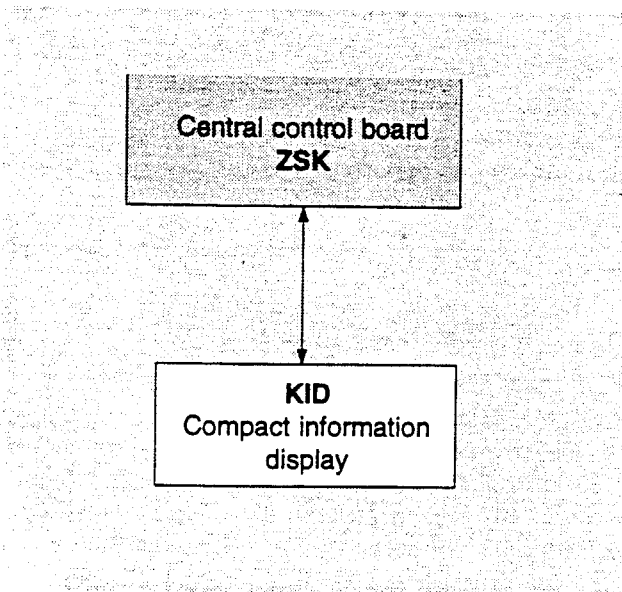 Central control board
ZSK
KID
Compact information
display